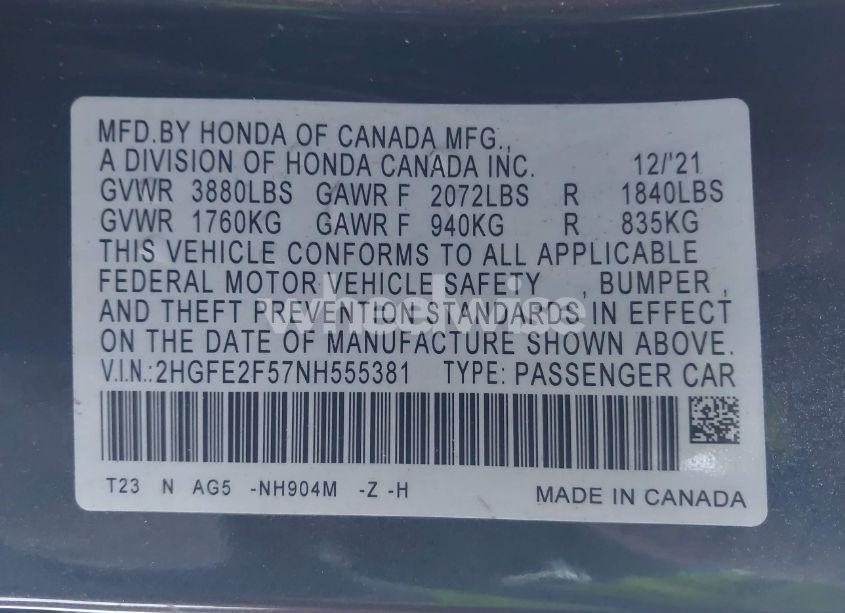 MFD.BY HONDA OF CANADA MFG.,
A DIVISION OF HONDA CANADA INC. 12/'21
GVWR 3880LBS GAWR F 2072LBS R 1840LBS
GVWR 1760KG GAWR F 940KG R 835KG
THIS VEHICLE CONFORMS TO ALL APPLICABLE
FEDERAL MOTOR VEHICLE SAFETY , BUMPER ,
AND THEFT PREVENTION STANDARDS IN EFFECT
wheelwise
ON THE DATE OF MANUFACTURE SHOWN ABOVE.
V.I.N.: 2HGFE2F57NH555381 TYPE: PASSENGER CAR
T23 N AG5 -NH904M -Z -H MADE IN CANADA